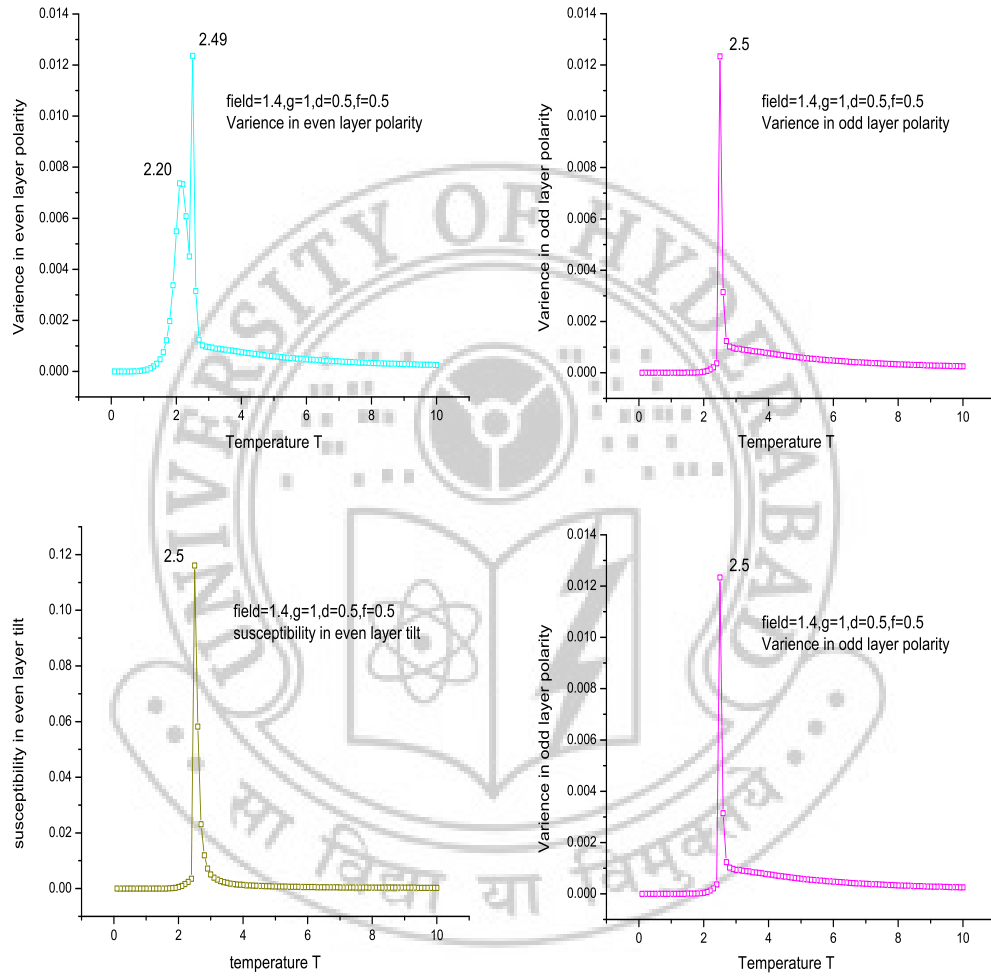 0.014
0.012
0.010
0.008
0.006
0.004
0.002
0.000
Varience in even layer polarity
2.49
2.20
field=1.4,g=1,d=0.5,f=0.5
Varience in even layer polarity
0 2 4 6 8 10
Temperature T
0.014
0.012
0.010
0.008
0.006
0.004
0.002
0.000
Varience in odd layer polarity
2.5
field=1.4,g=1,d=0.5,f=0.5
Varience in odd layer polarity
0 2 4 6 8 10
Temperature T
0.12
0.10
0.08
0.06
0.04
0.02
0.00
susceptibility in even layer tilt
2.5
field=1.4,g=1,d=0.5,f=0.5
susceptibility in even layer tilt
0 2 4 6 8 10
temperature T
0.014
0.012
0.010
0.008
0.006
0.004
0.002
0.000
Varience in odd layer polarity
2.5
field=1.4,g=1,d=0.5,f=0.5
Varience in odd layer polarity
0 2 4 6 8 10
Temperature T
UNIVERSITY OF HYDERABAD
सा विद्या या विमुक्तये